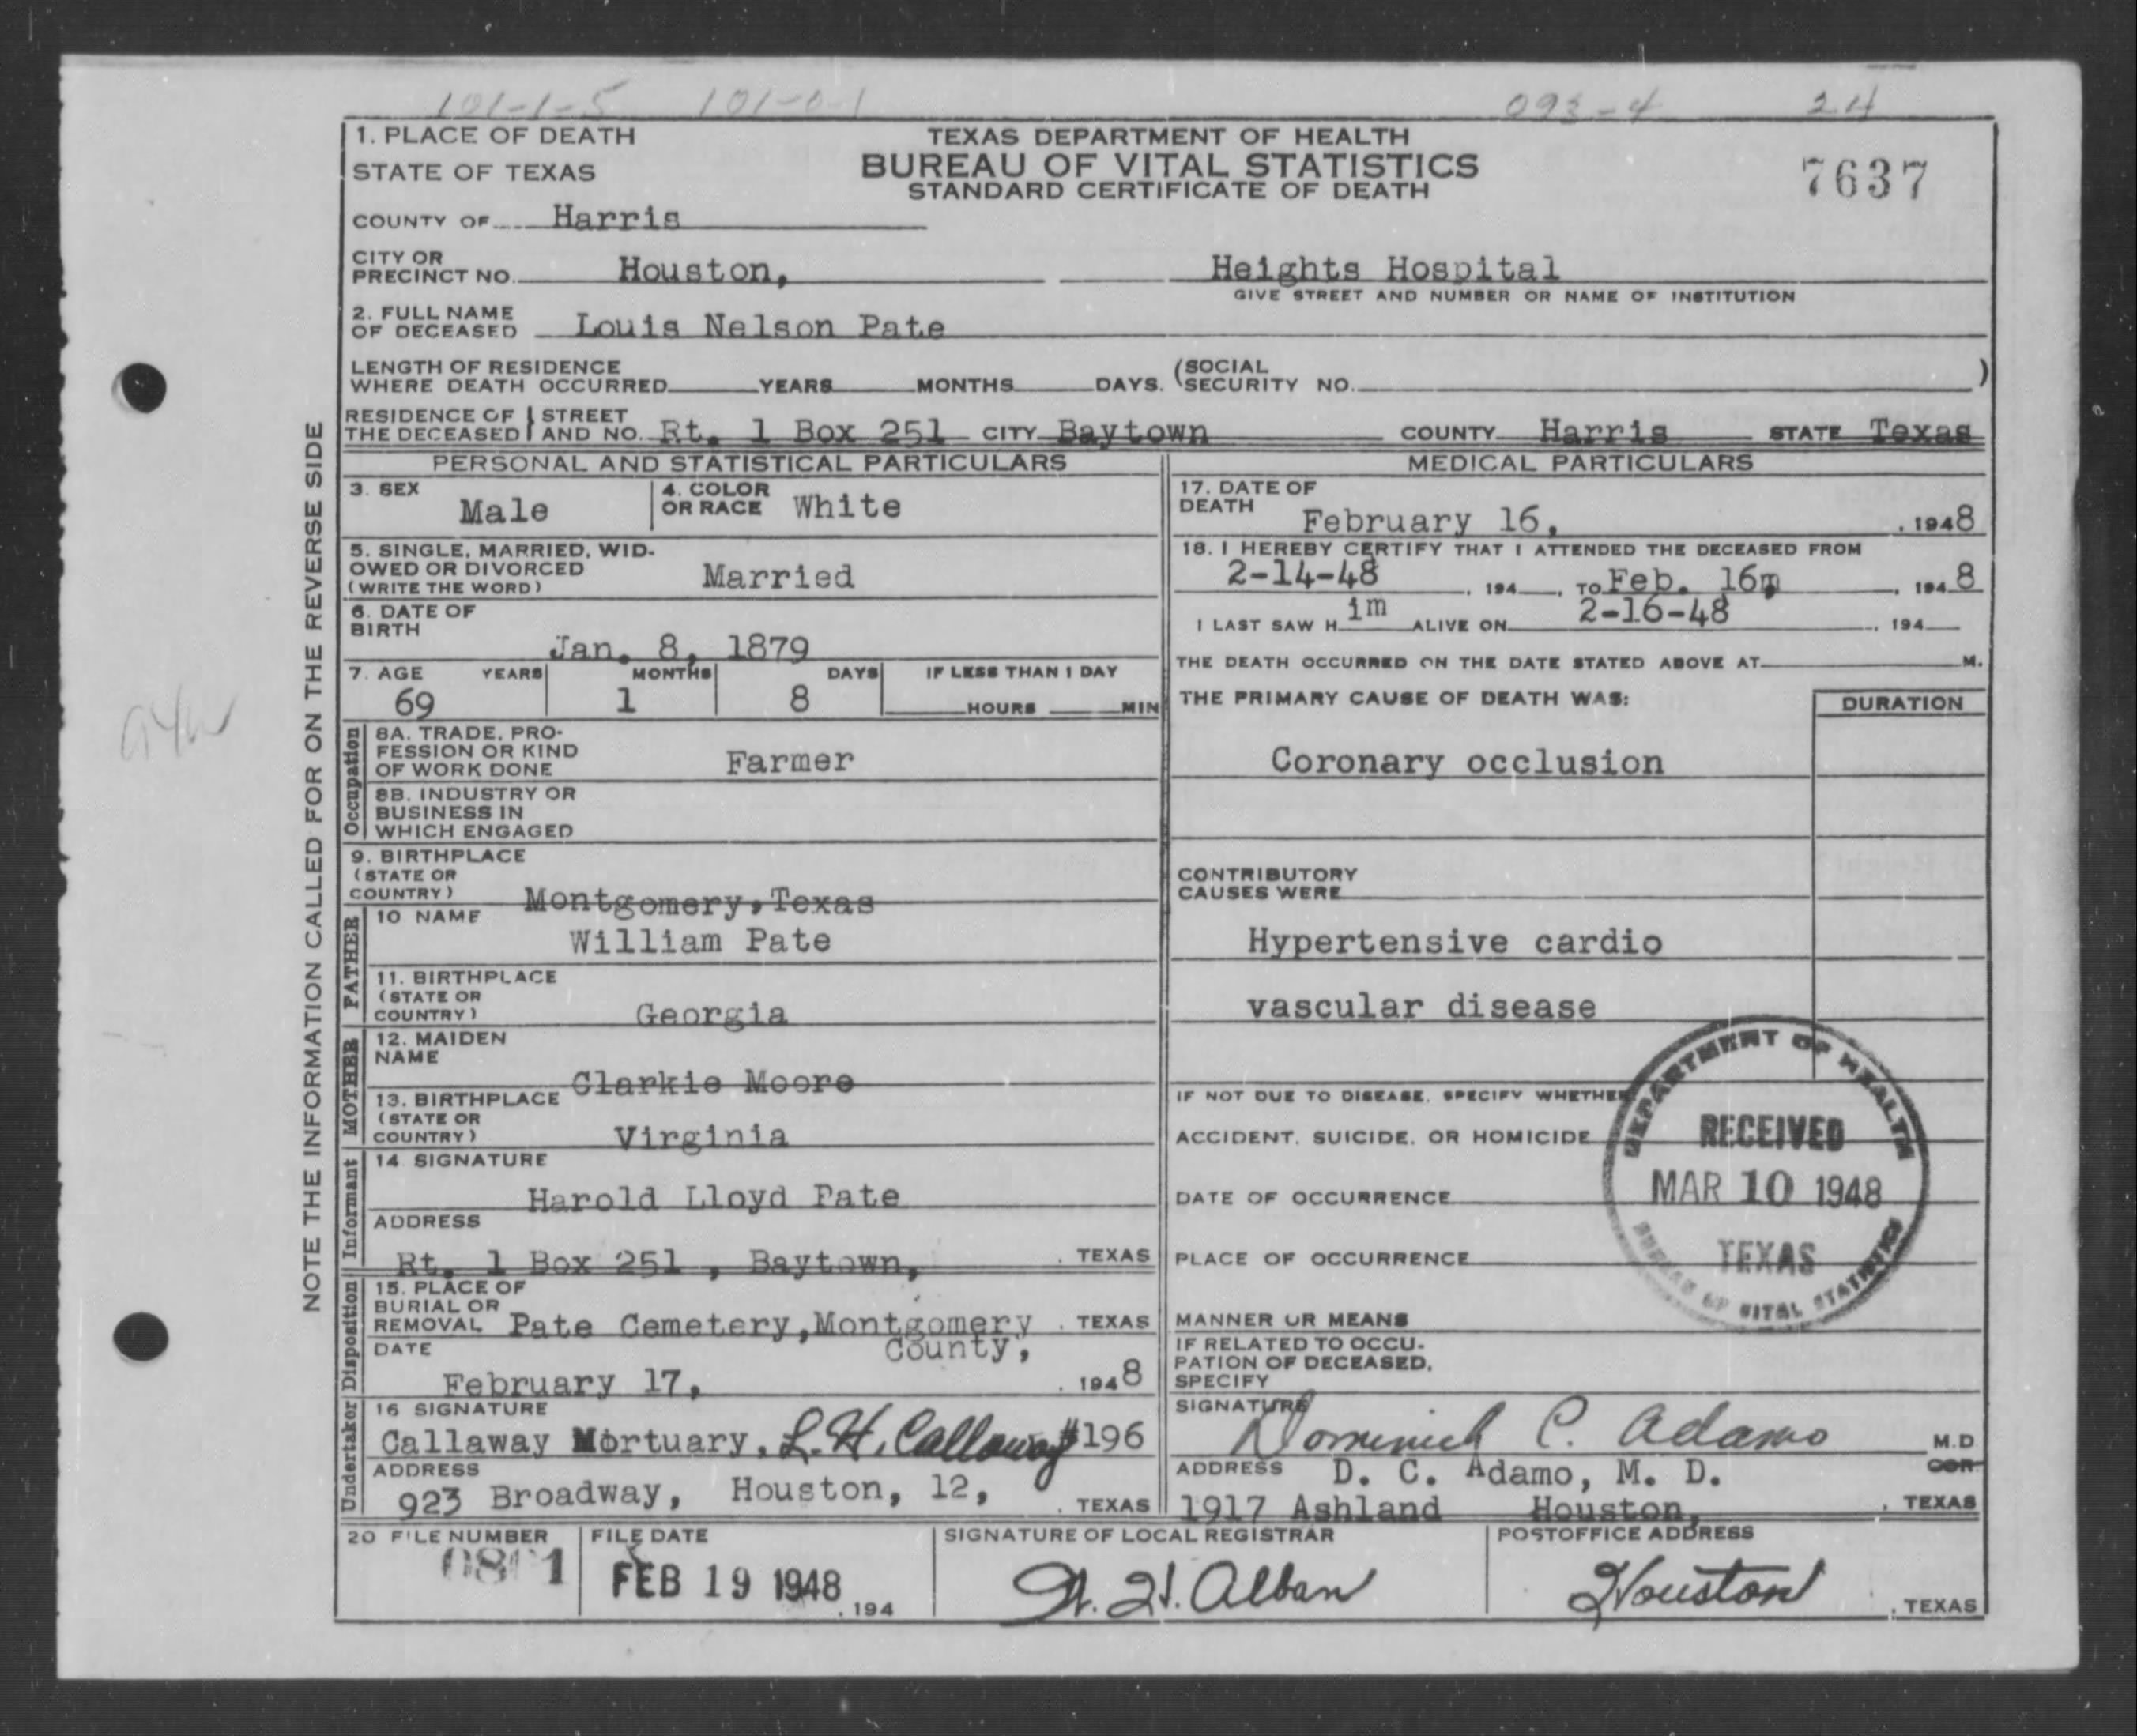 101-1-5 101-0-1 093-4 24
1. PLACE OF DEATH
STATE OF TEXAS
TEXAS DEPARTMENT OF HEALTH
BUREAU OF VITAL STATISTICS
STANDARD CERTIFICATE OF DEATH
7637
COUNTY OF Harris
CITY OR
PRECINCT NO. Houston, Heights Hospital
GIVE STREET AND NUMBER OR NAME OF INSTITUTION
2. FULL NAME
OF DECEASED Louis Nelson Pate
LENGTH OF RESIDENCE
WHERE DEATH OCCURRED YEARS MONTHS DAYS. (SOCIAL
SECURITY NO. )
RESIDENCE OF STREET
THE DECEASED AND NO. Rt. 1 Box 251 CITY Baytown COUNTY Harris STATE Texas
NOTE THE INFORMATION CALLED FOR ON THE REVERSE SIDE
PERSONAL AND STATISTICAL PARTICULARS
3. SEX Male
4. COLOR
OR RACE White
5. SINGLE, MARRIED, WID-
OWED OR DIVORCED
(WRITE THE WORD) Married
6. DATE OF
BIRTH Jan. 8, 1879
7. AGE YEARS MONTHS DAYS IF LESS THAN 1 DAY
69 1 8 HOURS MIN
Occupation
8A. TRADE, PRO-
FESSION OR KIND
OF WORK DONE Farmer
8B. INDUSTRY OR
BUSINESS IN
WHICH ENGAGED
9. BIRTHPLACE
(STATE OR
COUNTRY) Montgomery, Texas
FATHER
10 NAME
William Pate
11. BIRTHPLACE
(STATE OR
COUNTRY) Georgia
MOTHER
12. MAIDEN
NAME
Clarkie Moore
13. BIRTHPLACE
(STATE OR
COUNTRY) Virginia
Informant
14 SIGNATURE
Harold Lloyd Pate
ADDRESS
Rt. 1 Box 251 , Baytown, . TEXAS
Disposition
15. PLACE OF
BURIAL OR
REMOVAL Pate Cemetery, Montgomery . TEXAS
County,
DATE
February 17, . 1948
Undertaker
16 SIGNATURE
Callaway Mortuary, L. H. Callaway #196
ADDRESS
923 Broadway, Houston, 12, . TEXAS
MEDICAL PARTICULARS
17. DATE OF
DEATH February 16, . 1948
18. I HEREBY CERTIFY THAT I ATTENDED THE DECEASED FROM
2-14-48 . 194 , TO Feb. 16, , 1948
I LAST SAW H im ALIVE ON 2-16-48 , 194
THE DEATH OCCURRED ON THE DATE STATED ABOVE AT M.
THE PRIMARY CAUSE OF DEATH WAS: DURATION
Coronary occlusion
CONTRIBUTORY
CAUSES WERE
Hypertensive cardio
vascular disease
IF NOT DUE TO DISEASE, SPECIFY WHETHER
ACCIDENT, SUICIDE, OR HOMICIDE
DATE OF OCCURRENCE
PLACE OF OCCURRENCE
MANNER OR MEANS
IF RELATED TO OCCU-
PATION OF DECEASED,
SPECIFY
DEPARTMENT OF HEALTH
RECEIVED
MAR 10 1948
TEXAS
BUREAU OF VITAL STATISTICS
SIGNATURE
Dominick C. Adamo M.D
ADDRESS D. C. Adamo, M. D. COR
1917 Ashland Houston, . TEXAS
20 FILE NUMBER
FILE DATE
FEB 19 1948 . 194
SIGNATURE OF LOCAL REGISTRAR
W. H. Alban
POSTOFFICE ADDRESS
Houston . TEXAS